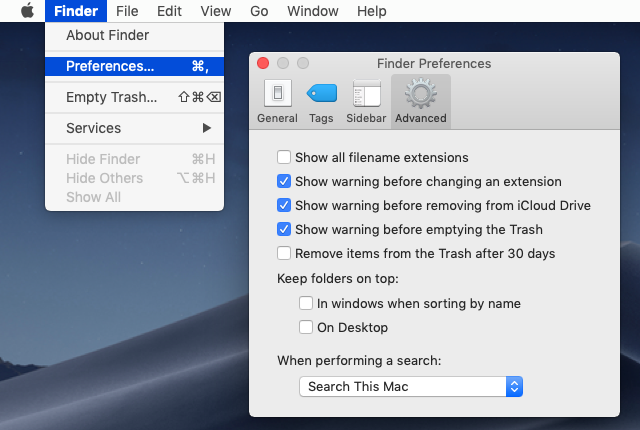 Finder File Edit View Go Window Help
About Finder
Preferences... ⌘,
Empty Trash... ⇧⌘⌫
Services ▶
Hide Finder ⌘H
Hide Others ⌥⌘H
Show All
Finder Preferences
General Tags Sidebar Advanced
Show all filename extensions
Show warning before changing an extension
Show warning before removing from iCloud Drive
Show warning before emptying the Trash
Remove items from the Trash after 30 days
Keep folders on top:
In windows when sorting by name
On Desktop
When performing a search:
Search This Mac